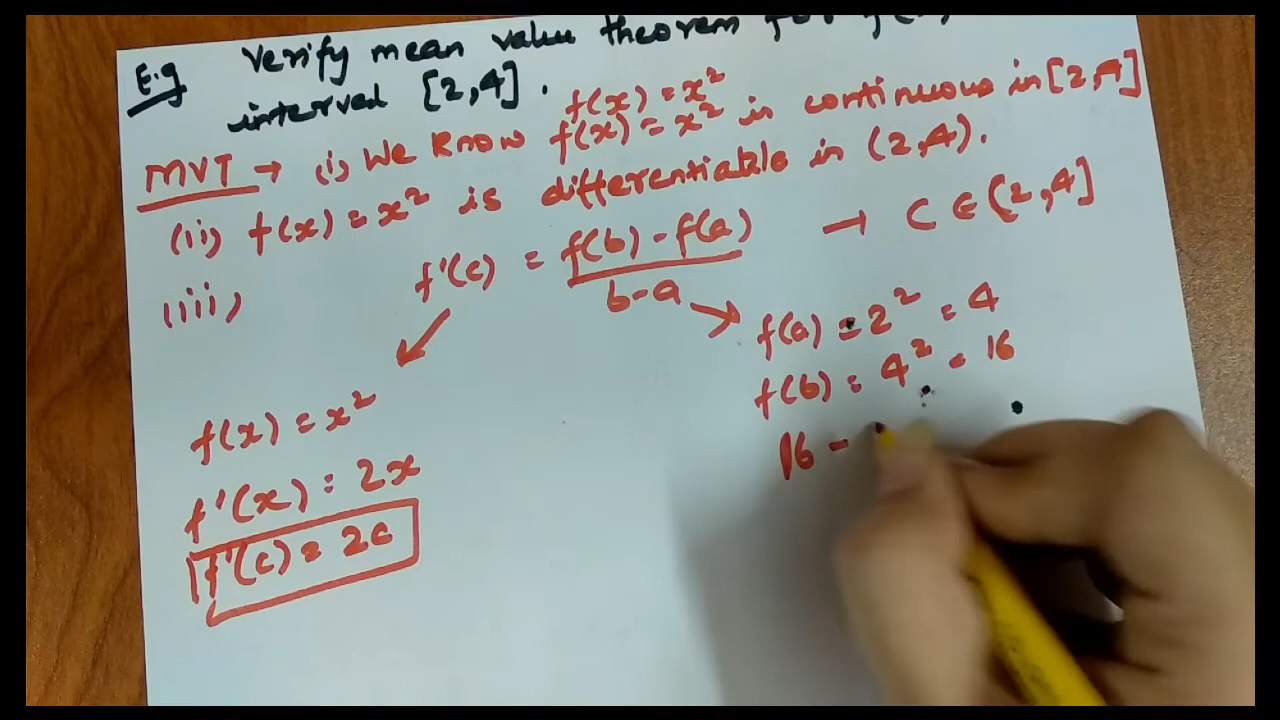 E.g Verify mean value theorem for
interval [2,4].
f(x) = x²
MVT → (i) We know f(x) = x² is continuous in [2,4]
(ii) f(x) = x² is differentiable in (2,4).
(iii) f'(c) = f(b) - f(a) / b-a → C ∈ [2,4]
f(a) = 2² = 4
f(b) = 4² = 16
16 -
f(x) = x²
f'(x) = 2x
f'(c) = 2c